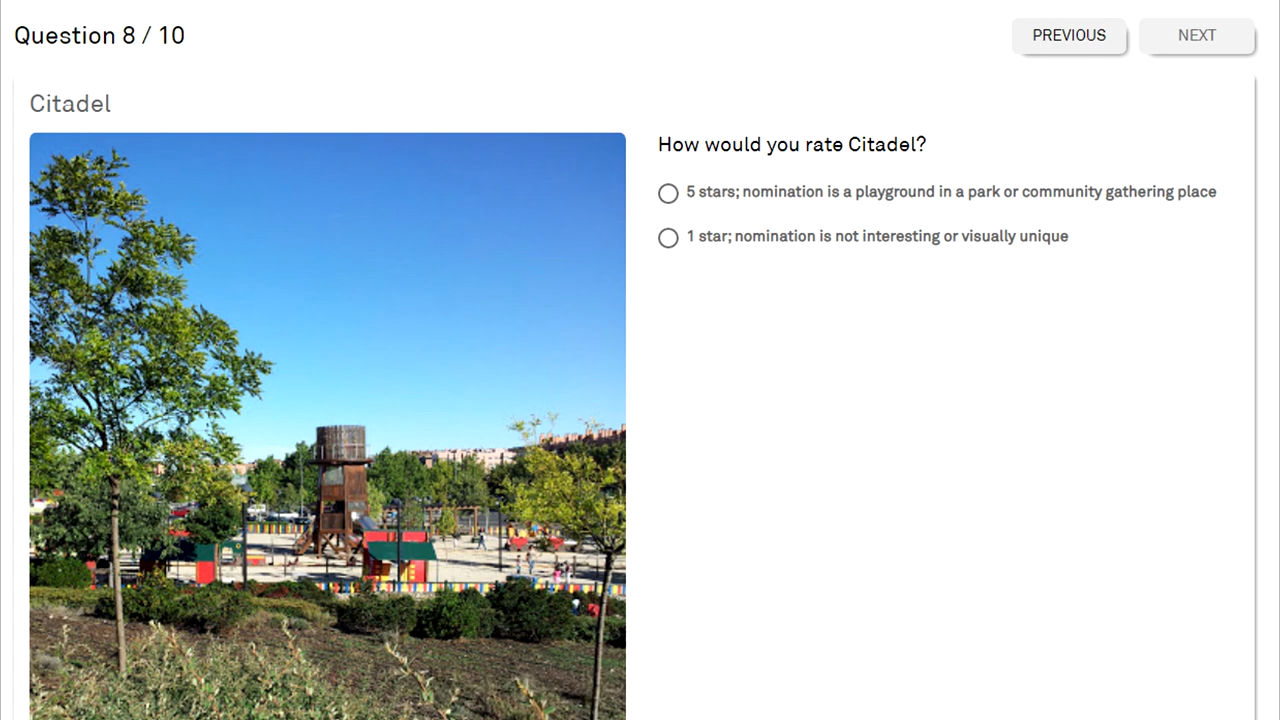 Question 8 / 10
PREVIOUS
NEXT
Citadel
How would you rate Citadel?
5 stars; nomination is a playground in a park or community gathering place
1 star; nomination is not interesting or visually unique